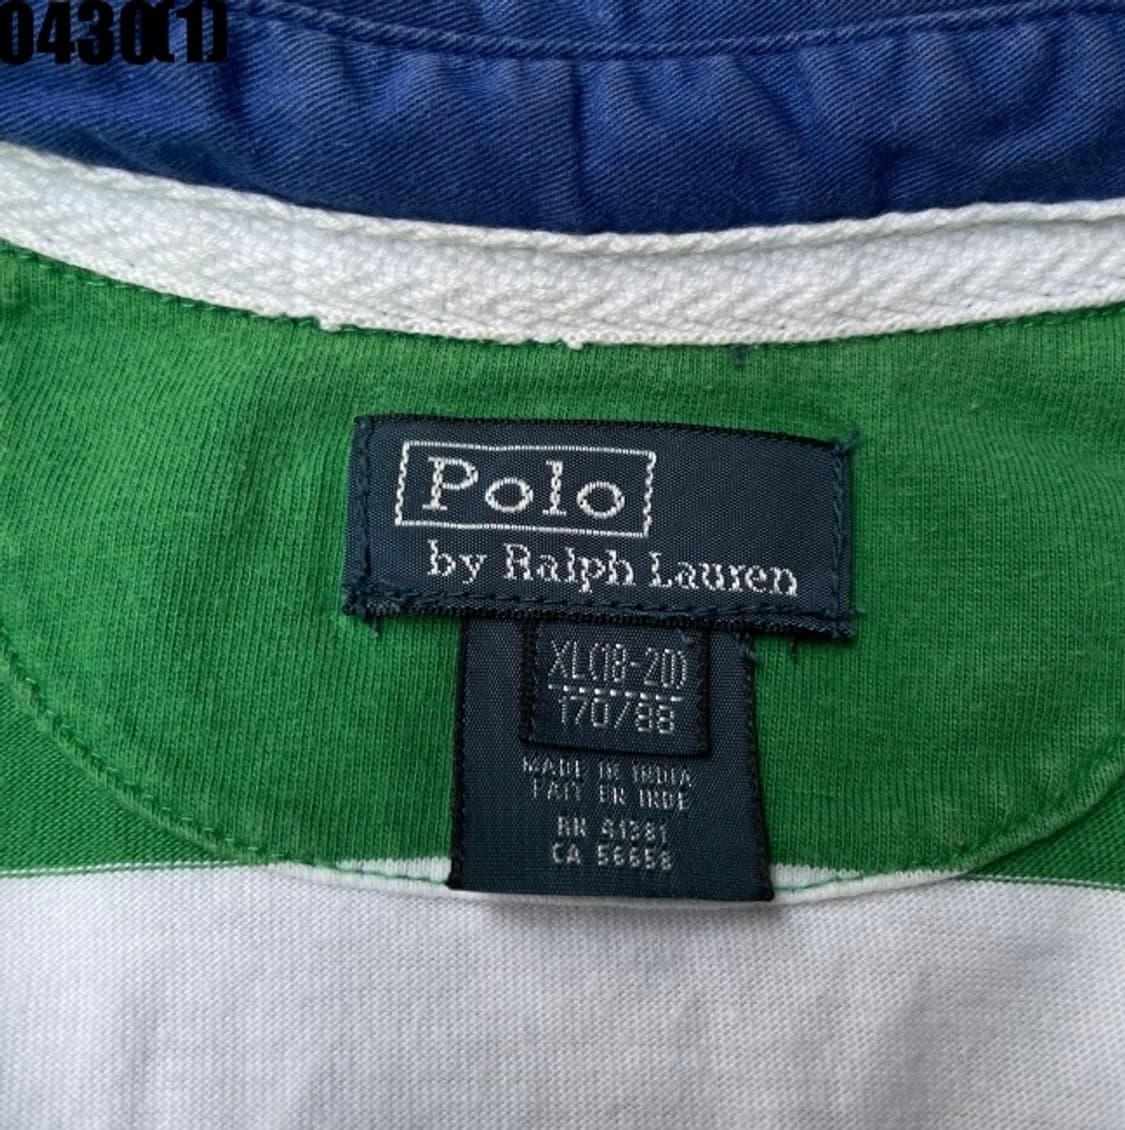 0430(1)
Polo
by Ralph Lauren
XL(18-20)
170/88
MADE IN INDIA
FAIT EN INDE
RN 41381
CA 56658